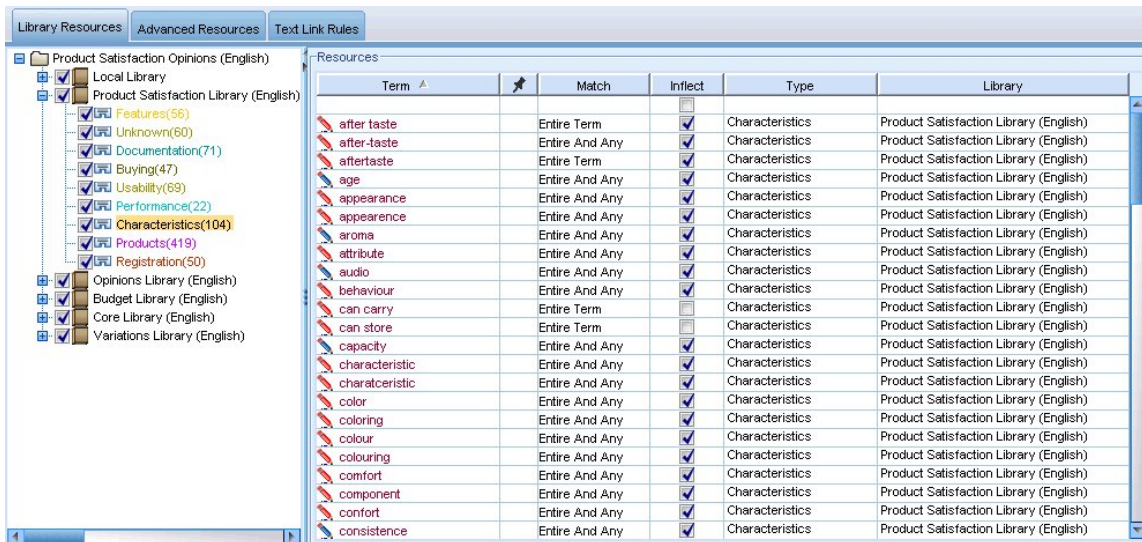 Library Resources Advanced Resources Text Link Rules
Product Satisfaction Opinions (English)
Local Library
Product Satisfaction Library (English)
Features(56)
Unknown(60)
Documentation(71)
Buying(47)
Usability(69)
Performance(22)
Characteristics(104)
Products(419)
Registration(50)
Opinions Library (English)
Budget Library (English)
Core Library (English)
Variations Library (English)
Resources
Term Match Inflect Type Library
after taste Entire Term Characteristics Product Satisfaction Library (English)
after-taste Entire And Any Characteristics Product Satisfaction Library (English)
aftertaste Entire Term Characteristics Product Satisfaction Library (English)
age Entire And Any Characteristics Product Satisfaction Library (English)
appearance Entire And Any Characteristics Product Satisfaction Library (English)
appearence Entire And Any Characteristics Product Satisfaction Library (English)
aroma Entire And Any Characteristics Product Satisfaction Library (English)
attribute Entire And Any Characteristics Product Satisfaction Library (English)
audio Entire And Any Characteristics Product Satisfaction Library (English)
behaviour Entire And Any Characteristics Product Satisfaction Library (English)
can carry Entire Term Characteristics Product Satisfaction Library (English)
can store Entire Term Characteristics Product Satisfaction Library (English)
capacity Entire And Any Characteristics Product Satisfaction Library (English)
characteristic Entire And Any Characteristics Product Satisfaction Library (English)
charatceristic Entire And Any Characteristics Product Satisfaction Library (English)
color Entire And Any Characteristics Product Satisfaction Library (English)
coloring Entire And Any Characteristics Product Satisfaction Library (English)
colour Entire And Any Characteristics Product Satisfaction Library (English)
colouring Entire And Any Characteristics Product Satisfaction Library (English)
comfort Entire And Any Characteristics Product Satisfaction Library (English)
component Entire And Any Characteristics Product Satisfaction Library (English)
confort Entire And Any Characteristics Product Satisfaction Library (English)
consistence Entire And Any Characteristics Product Satisfaction Library (English)